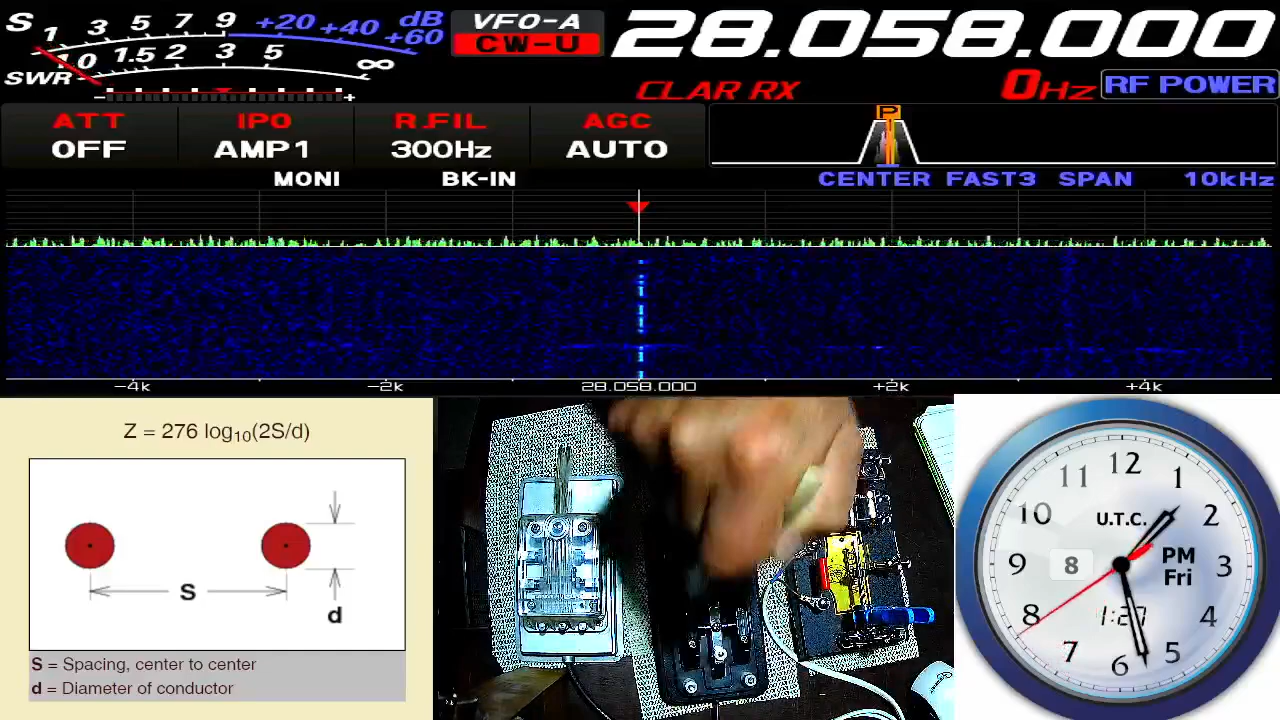 S 1 3 5 7 9 +20 +40 +60 dB
SWR 1.0 1.5 2 3 5 ∞
− +
VFO-A
CW-U
28.058.000
CLAR RX 0Hz RF POWER
ATT IPO R.FIL AGC
OFF AMP1 300Hz AUTO
P
MONI BK-IN
CENTER FAST3 SPAN 10kHz
-4k -2k 28.058.000 +2k +4k
Z = 276 log₁₀(2S/d)
S
d
S = Spacing, center to center
d = Diameter of conductor
12 1 2 3 4 5 6 7 8 9 10 11
U.T.C.
8
PM
Fri
1:27